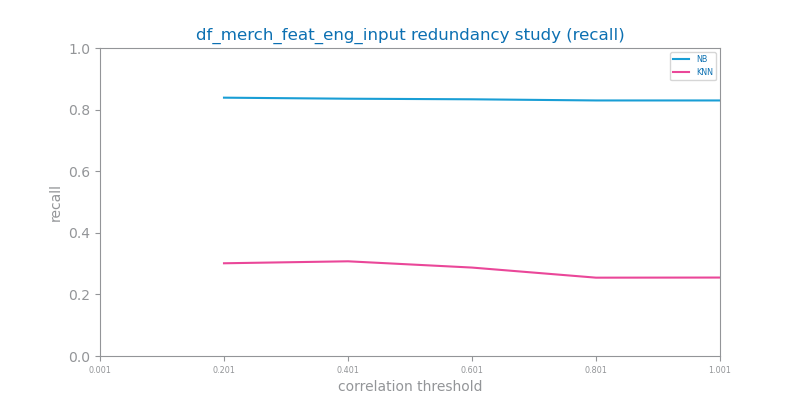 df_merch_feat_eng_input redundancy study (recall)
NB
KNN
1.0
0.8
0.6
0.4
0.2
0.0
recall
0.001 0.201 0.401 0.601 0.801 1.001
correlation threshold